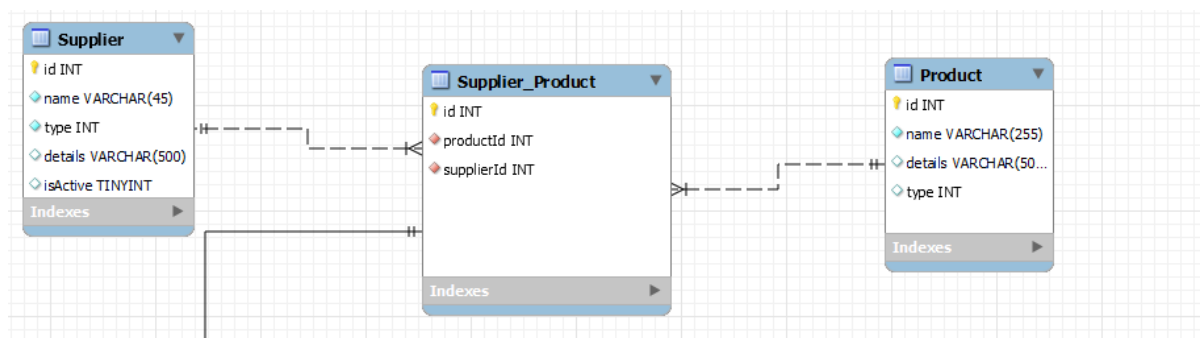 Supplier
id INT
name VARCHAR(45)
type INT
details VARCHAR(500)
isActive TINYINT
Indexes
Supplier_Product
id INT
productId INT
supplierId INT
Indexes
Product
id INT
name VARCHAR(255)
details VARCHAR(50...
type INT
Indexes